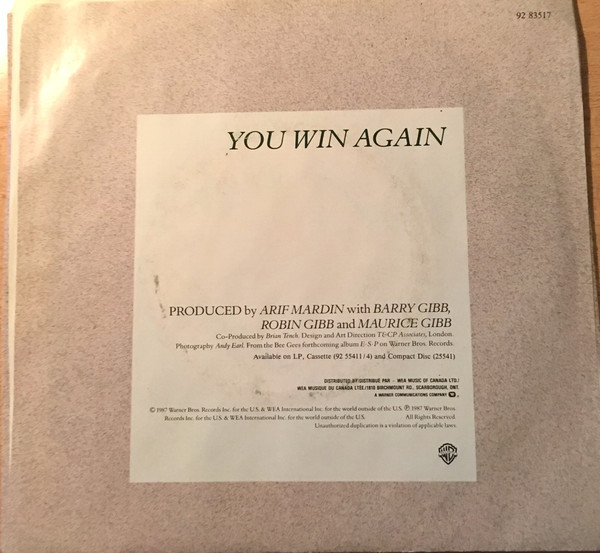 92 83517
YOU WIN AGAIN
PRODUCED by ARIF MARDIN with BARRY GIBB,
ROBIN GIBB and MAURICE GIBB
Co-Produced by Brian Tench. Design and Art Direction T&CP Associates, London.
Photography Andy Earl. From the Bee Gees forthcoming album E·S·P on Warner Bros. Records.
Available on LP, Cassette (92 55411/4) and Compact Disc (25541)
DISTRIBUTED BY/DISTRIBUÉ PAR - WEA MUSIC OF CANADA LTD/
WEA MUSIQUE DU CANADA LTÉE/1810 BIRCHMOUNT RD., SCARBOROUGH, ONT.
A WARNER COMMUNICATIONS COMPANY
© 1987 Warner Bros. Records Inc. for the U.S. & WEA International Inc. for the world outside of the U.S. ℗ 1987 Warner Bros.
Records Inc. for the U.S. & WEA International Inc. for the world outside of the U.S. All Rights Reserved.
Unauthorized duplication is a violation of applicable laws.